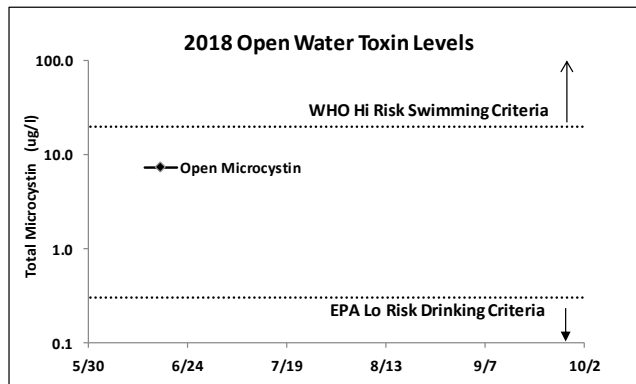 2018 Open Water Toxin Levels
Total Microcystin (ug/l)
100.0
10.0
1.0
0.1
WHO Hi Risk Swimming Criteria
Open Microcystin
EPA Lo Risk Drinking Criteria
5/30 6/24 7/19 8/13 9/7 10/2